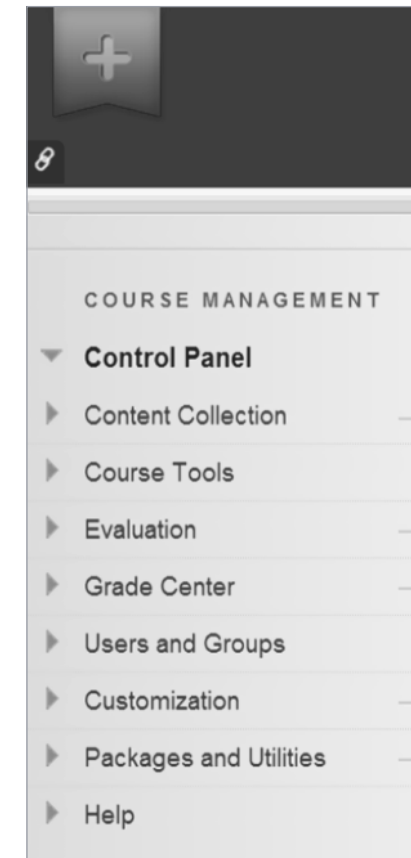 COURSE MANAGEMENT
Control Panel
Content Collection
Course Tools
Evaluation
Grade Center
Users and Groups
Customization
Packages and Utilities
Help